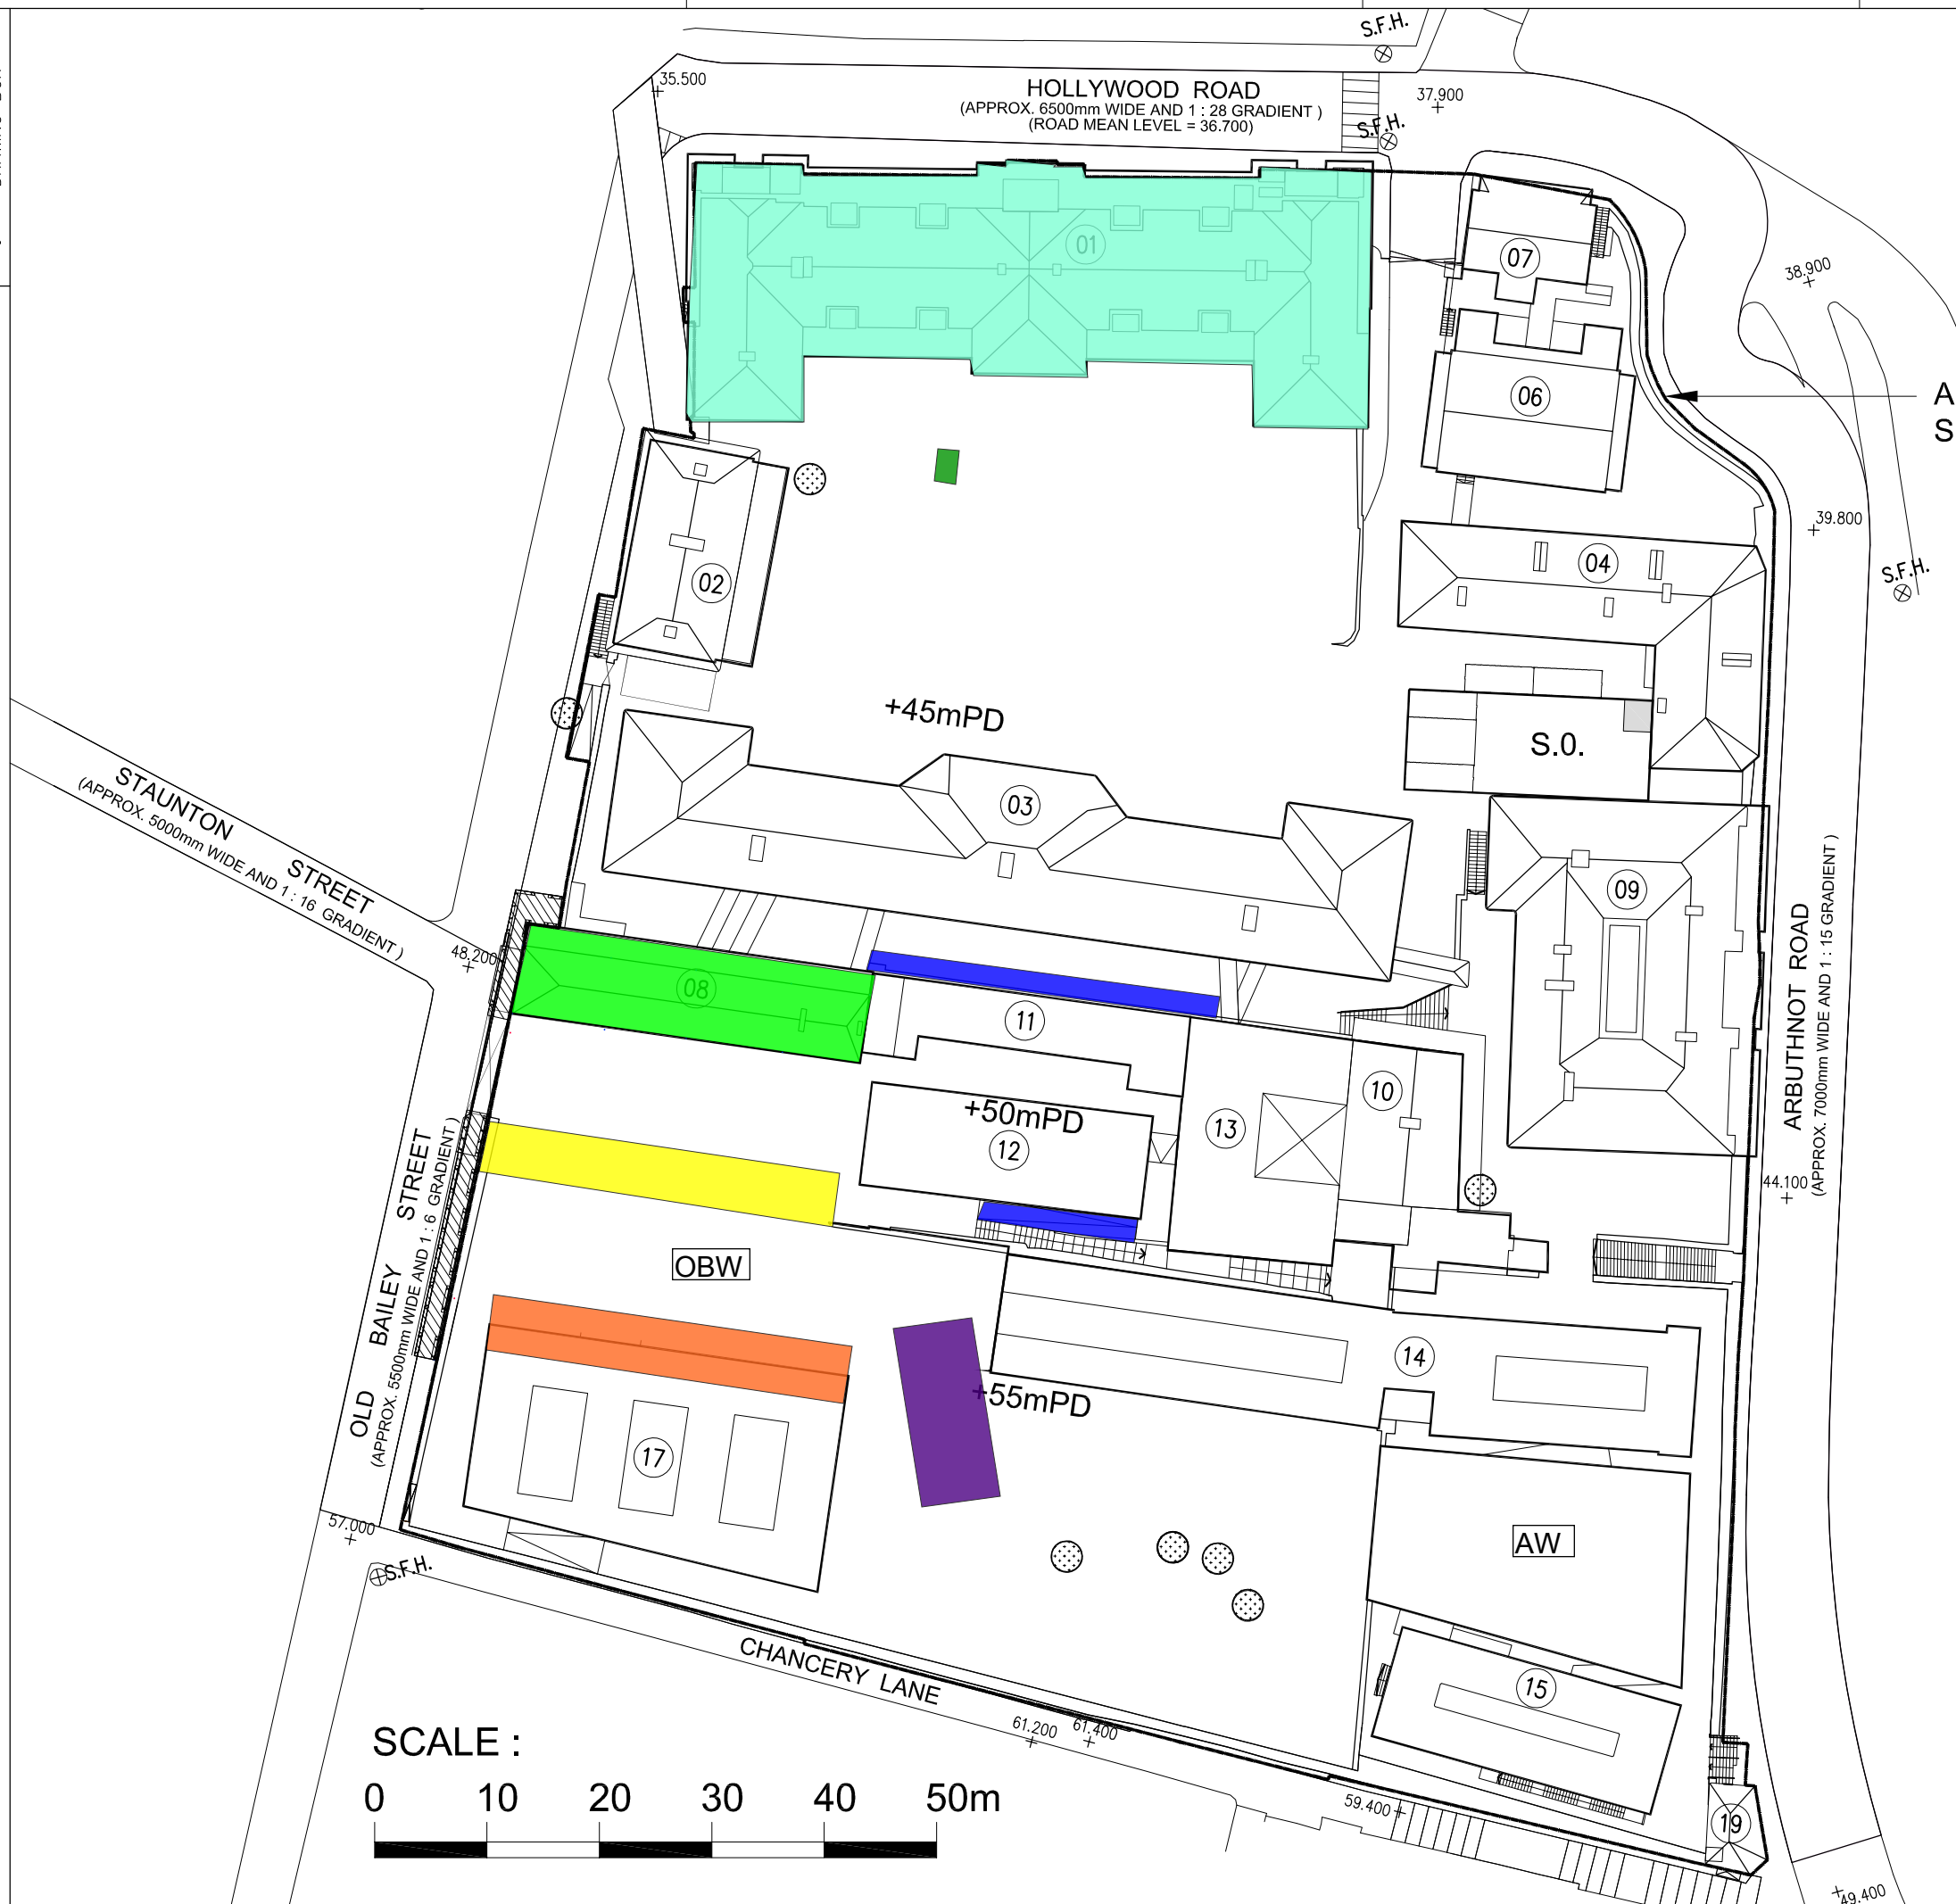 S.F.H.
35.500
HOLLYWOOD ROAD
(APPROX. 6500mm WIDE AND 1 : 28 GRADIENT )
(ROAD MEAN LEVEL = 36.700)
37.900
S.F.H.
01
07
38.900
06
A
S
39.800
04
S.F.H.
02
+45mPD
S.0.
STAUNTON STREET
(APPROX. 5000mm WIDE AND 1 : 16 GRADIENT )
03
09
48.200
08
11
ARBUTHNOT ROAD
(APPROX. 7000mm WIDE AND 1 : 15 GRADIENT )
10
+50mPD
13
12
44.100
OLD BAILEY STREET
(APPROX. 5500mm WIDE AND 1 : 6 GRADIENT )
OBW
14
+55mPD
17
57.000
S.F.H.
AW
CHANCERY LANE
15
61.200
61.400
SCALE :
0 10 20 30 40 50m
59.400
19
49.400